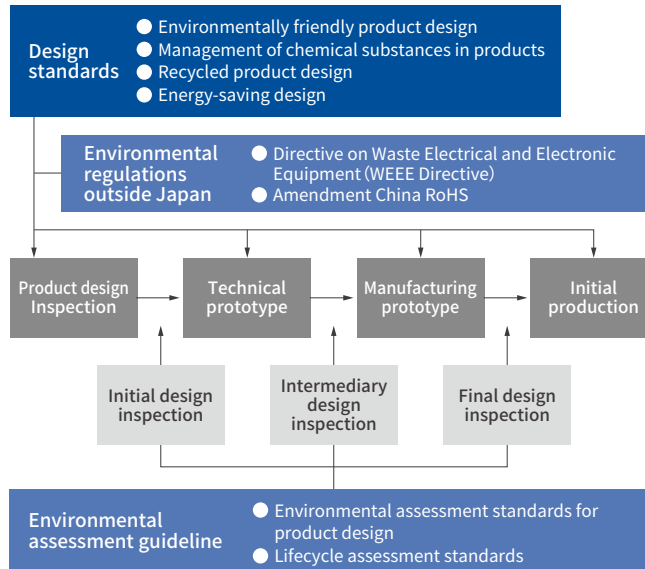 Design
standards
● Environmentally friendly product design
● Management of chemical substances in products
● Recycled product design
● Energy-saving design
Environmental
regulations
outside Japan
● Directive on Waste Electrical and Electronic
Equipment (WEEE Directive)
● Amendment China RoHS
Product design
Inspection
Technical
prototype
Manufacturing
prototype
Initial
production
Initial design
inspection
Intermediary
design
inspection
Final design
inspection
Environmental
assessment guideline
● Environmental assessment standards for
product design
● Lifecycle assessment standards